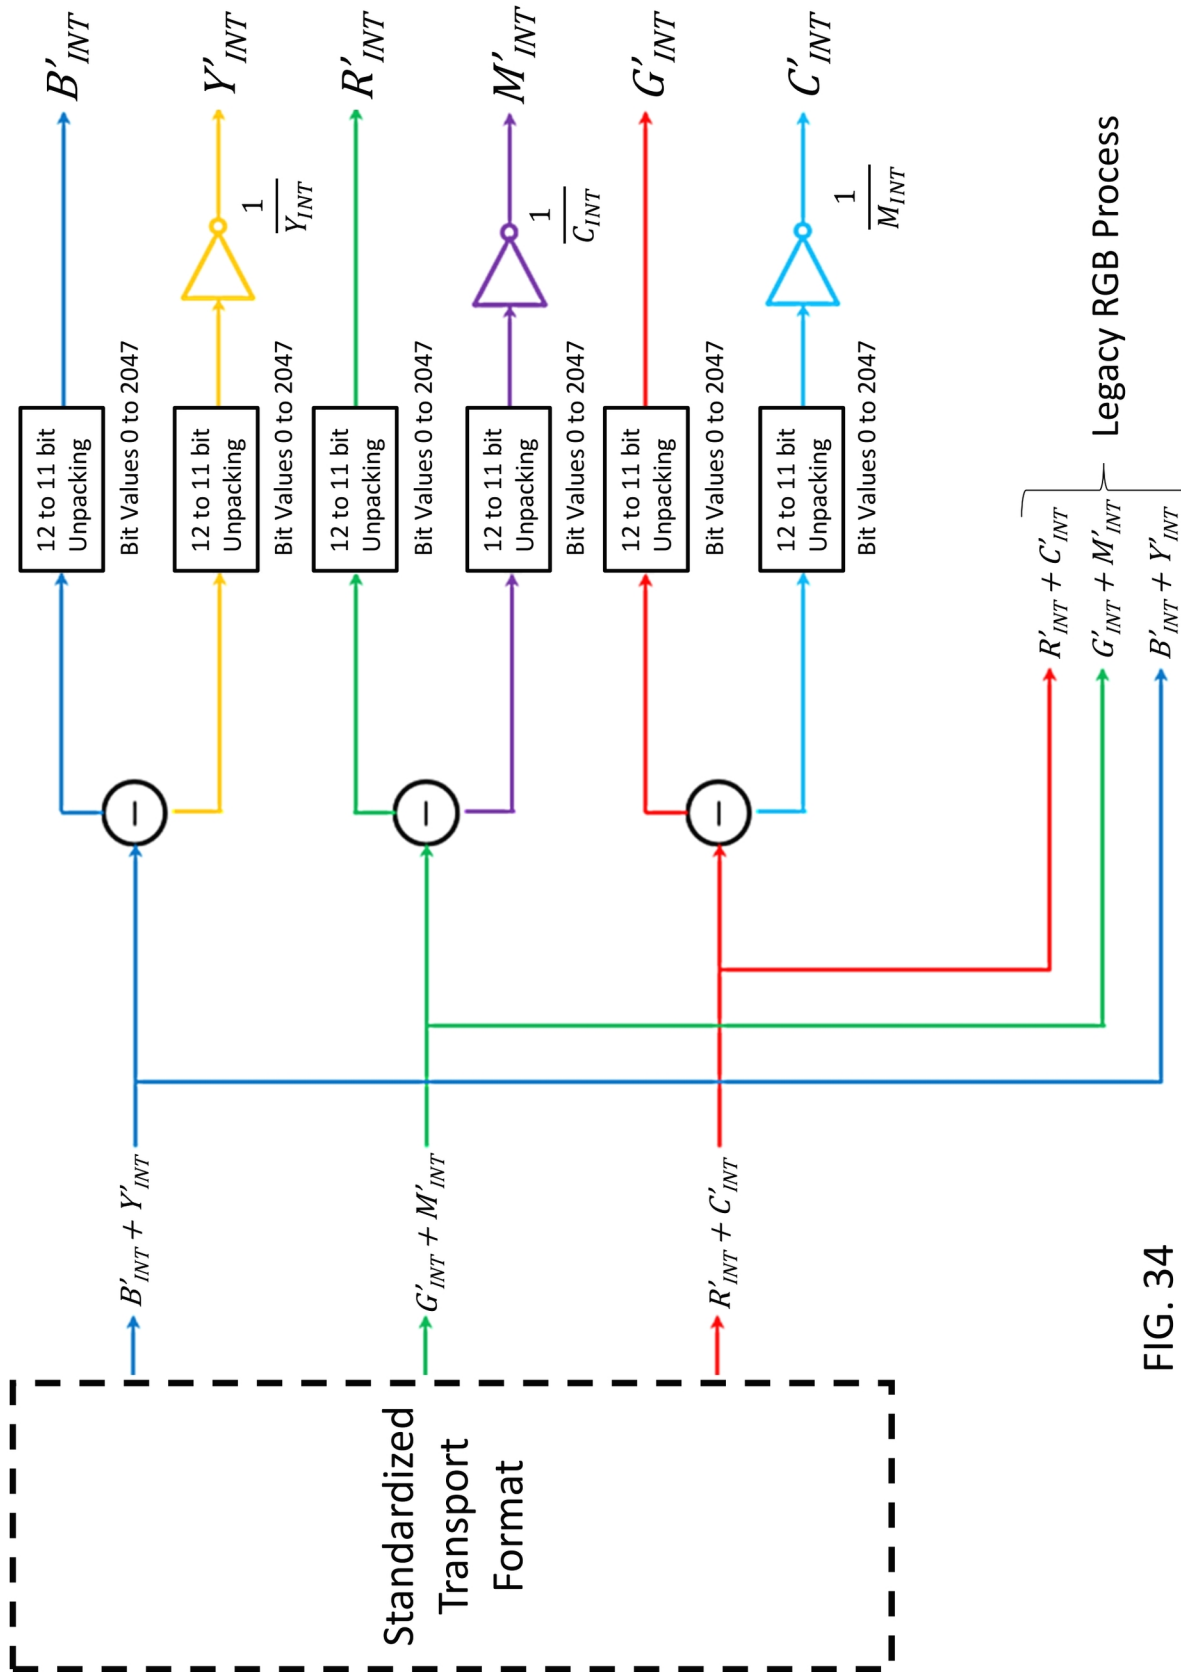 Standardized
Transport
Format
B′INT + Y′INT
G′INT + M′INT
R′INT + C′INT
12 to 11 bit
Unpacking
Bit Values 0 to 2047
B′INT
12 to 11 bit
Unpacking
Bit Values 0 to 2047
1
YINT
Y′INT
12 to 11 bit
Unpacking
Bit Values 0 to 2047
R′INT
12 to 11 bit
Unpacking
Bit Values 0 to 2047
1
CINT
M′INT
12 to 11 bit
Unpacking
Bit Values 0 to 2047
G′INT
12 to 11 bit
Unpacking
Bit Values 0 to 2047
1
MINT
C′INT
R′INT + C′INT
G′INT + M′INT
B′INT + Y′INT
Legacy RGB Process
FIG. 34